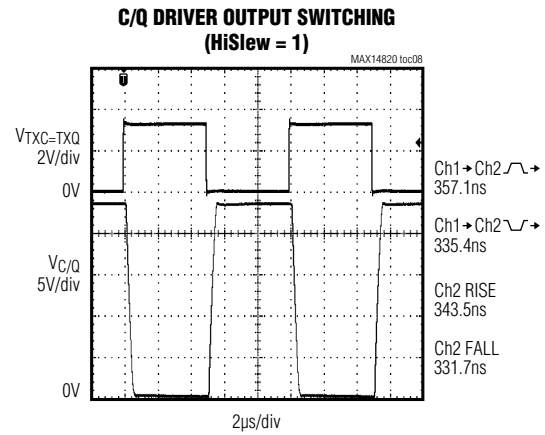 C/Q DRIVER OUTPUT SWITCHING
(HiSlew = 1)
MAX14820 toc08
VTXC=TXQ
2V/div
0V
VC/Q
5V/div
0V
2µs/div
Ch1→Ch2 →
357.1ns
Ch1→Ch2 →
335.4ns
Ch2 RISE
343.5ns
Ch2 FALL
331.7ns